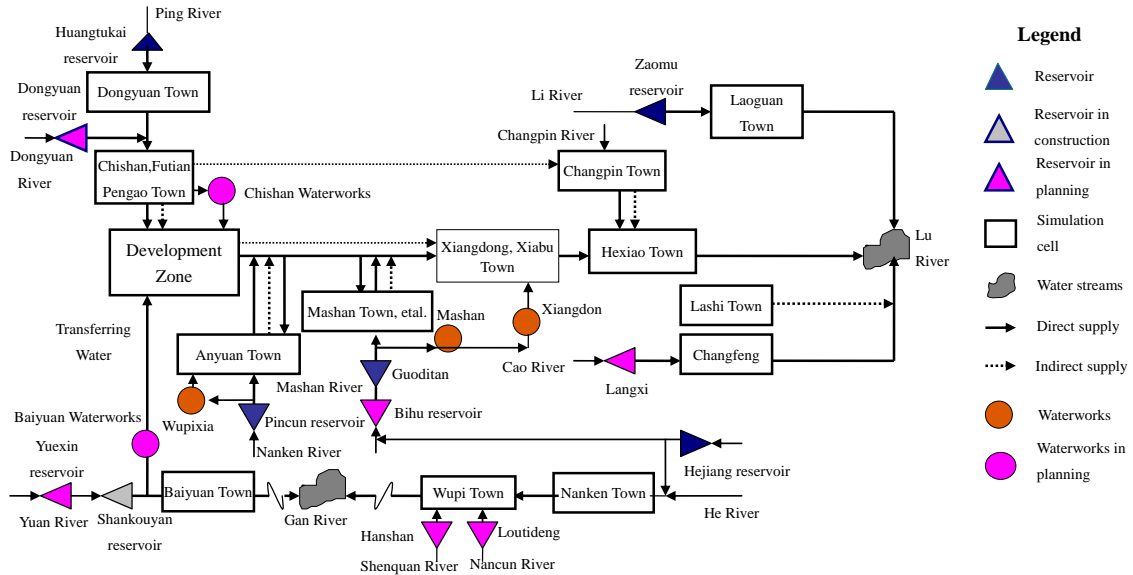 Ping River
Huangtukai
reservoir
Dongyuan
reservoir
Dongyuan Town
Dongyuan
River
Chishan,Futian
Pengao Town
Chishan Waterworks
Development
Zone
Transferring
Water
Zaomu
reservoir
Li River
Laoguan
Town
Changpin River
Changpin Town
Xiangdong, Xiabu
Town
Hexiao Town
Lu
River
Lashi Town
Changfeng
Cao River
Langxi
Mashan Town, etal.
Mashan
Xiangdon
Anyuan Town
Mashan River
Guoditan
Wupixia
Pincun reservoir
Bihu reservoir
Nanken River
Baiyuan Waterworks
Yuexin
reservoir
Hejiang reservoir
Baiyuan Town
Wupi Town
Nanken Town
Yuan River
Shankouyan
reservoir
Gan River
He River
Hanshan
Loutideng
Shenquan River
Nancun River
Legend
Reservoir
Reservoir in
construction
Reservoir in
planning
Simulation
cell
Water streams
Direct supply
Indirect supply
Waterworks
Waterworks in
planning